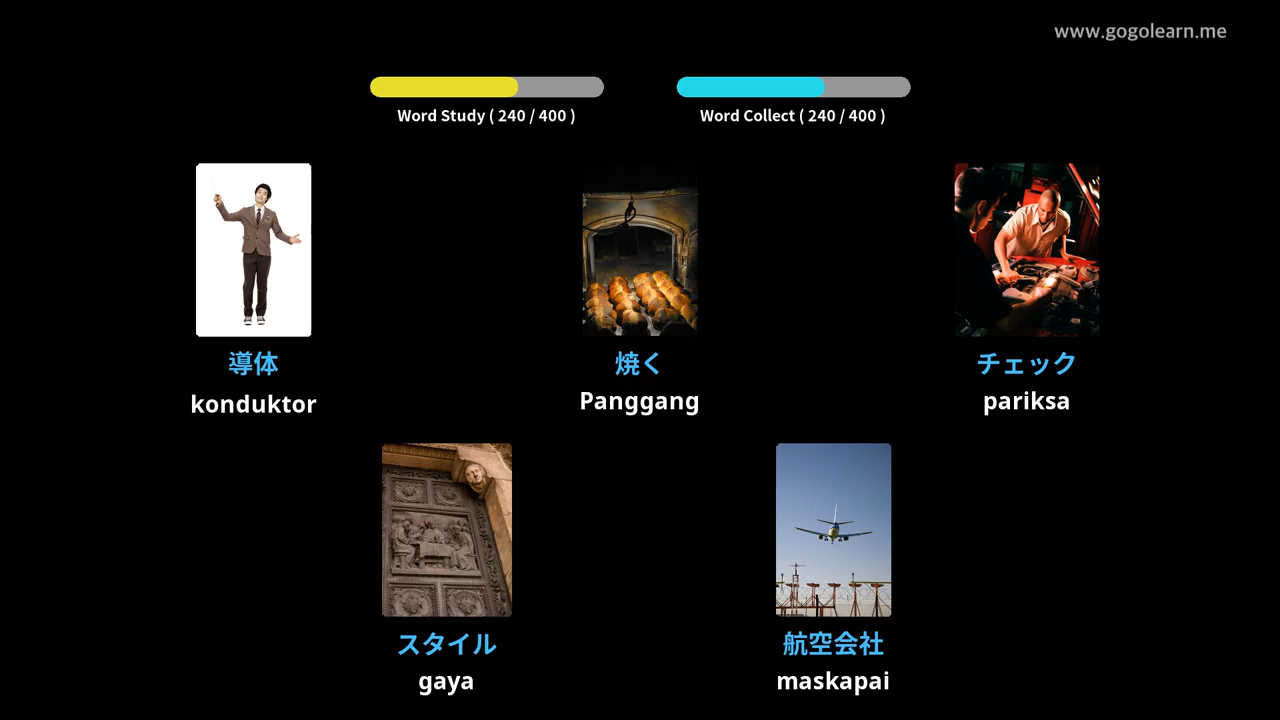 www.gogolearn.me
Word Study ( 240 / 400 )
Word Collect ( 240 / 400 )
導体
konduktor
焼く
Panggang
チェック
pariksa
スタイル
gaya
航空会社
maskapai